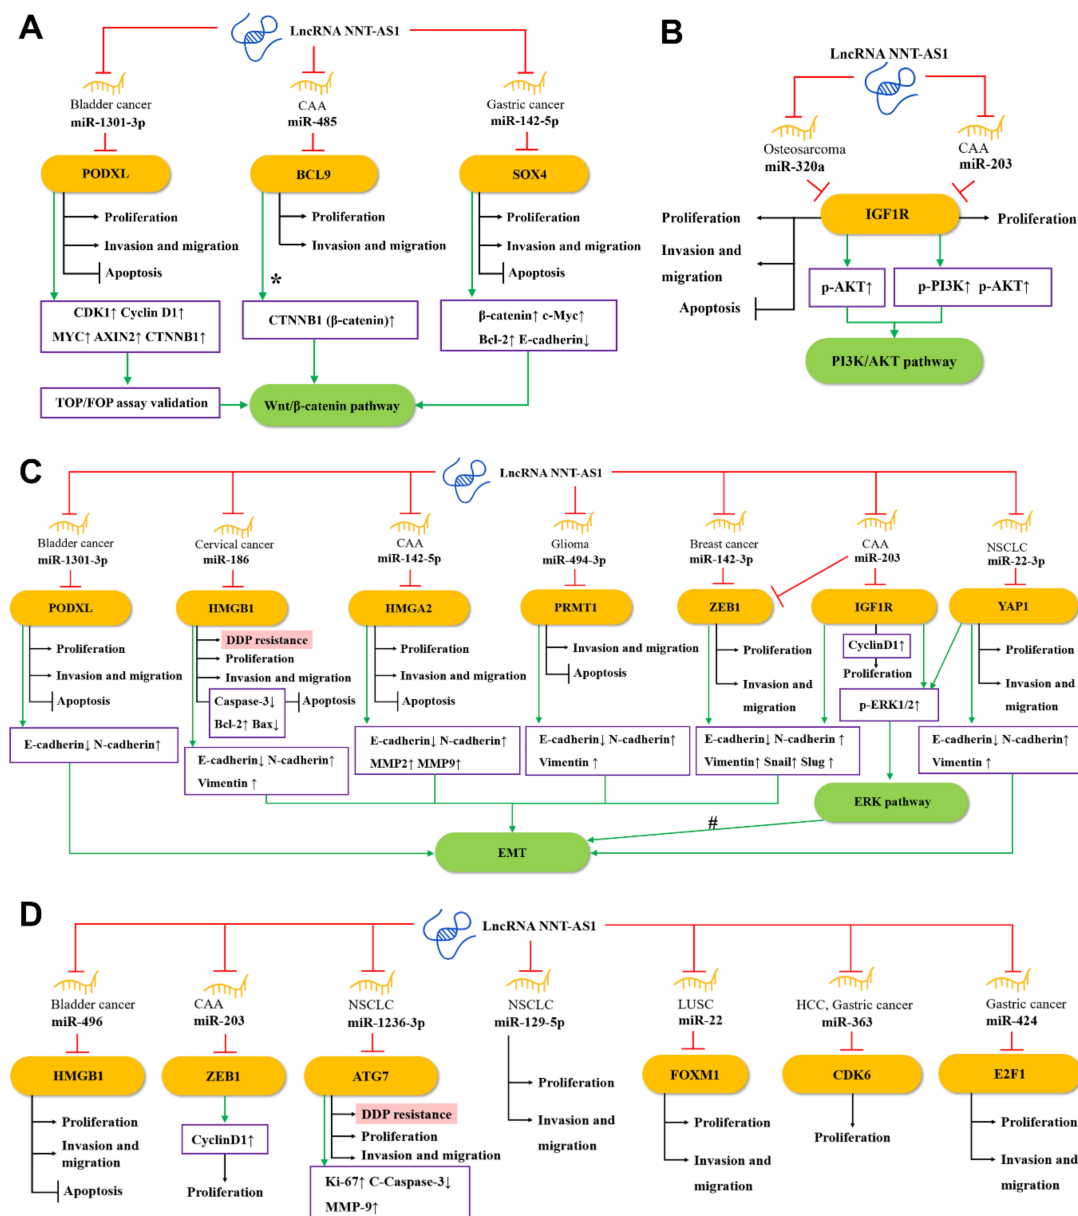 A
LncRNA NNT-AS1
Bladder cancer
miR-1301-3p
CAA
miR-485
Gastric cancer
miR-142-5p
PODXL
BCL9
SOX4
Proliferation
Invasion and migration
Apoptosis
Proliferation
Invasion and migration
*
Proliferation
Invasion and migration
Apoptosis
CDK1↑ Cyclin D1↑
MYC↑ AXIN2↑ CTNNB1↑
CTNNB1 (β-catenin)↑
β-catenin↑ c-Myc↑
Bcl-2↑ E-cadherin↓
TOP/FOP assay validation
Wnt/β-catenin pathway
B
LncRNA NNT-AS1
Osteosarcoma
miR-320a
CAA
miR-203
IGF1R
Proliferation
Invasion and
migration
Apoptosis
Proliferation
p-AKT↑
p-PI3K↑ p-AKT↑
PI3K/AKT pathway
C
LncRNA NNT-AS1
Bladder cancer
miR-1301-3p
Cervical cancer
miR-186
CAA
miR-142-5p
Glioma
miR-494-3p
Breast cancer
miR-142-3p
CAA
miR-203
NSCLC
miR-22-3p
PODXL
HMGB1
HMGA2
PRMT1
ZEB1
IGF1R
YAP1
Proliferation
Invasion and migration
Apoptosis
DDP resistance
Proliferation
Invasion and migration
Caspase-3↓
Bcl-2↑ Bax↓
Apoptosis
Proliferation
Invasion and migration
Apoptosis
Invasion and migration
Apoptosis
Proliferation
Invasion and
migration
CyclinD1↑
Proliferation
p-ERK1/2↑
Proliferation
Invasion and
migration
E-cadherin↓ N-cadherin↑
E-cadherin↓ N-cadherin↑
Vimentin ↑
E-cadherin↓ N-cadherin↑
MMP2↑ MMP9↑
E-cadherin↓ N-cadherin↑
Vimentin ↑
E-cadherin↓ N-cadherin ↑
Vimentin↑ Snail↑ Slug ↑
E-cadherin↓ N-cadherin↑
Vimentin ↑
ERK pathway
#
EMT
D
LncRNA NNT-AS1
Bladder cancer
miR-496
CAA
miR-203
NSCLC
miR-1236-3p
NSCLC
miR-129-5p
LUSC
miR-22
HCC, Gastric cancer
miR-363
Gastric cancer
miR-424
HMGB1
ZEB1
ATG7
FOXM1
CDK6
E2F1
Proliferation
Invasion and
migration
Apoptosis
CyclinD1↑
Proliferation
DDP resistance
Proliferation
Invasion and migration
Ki-67↑ C-Caspase-3↓
MMP-9↑
Proliferation
Invasion and
migration
Proliferation
Invasion and
migration
Proliferation
Proliferation
Invasion and
migration